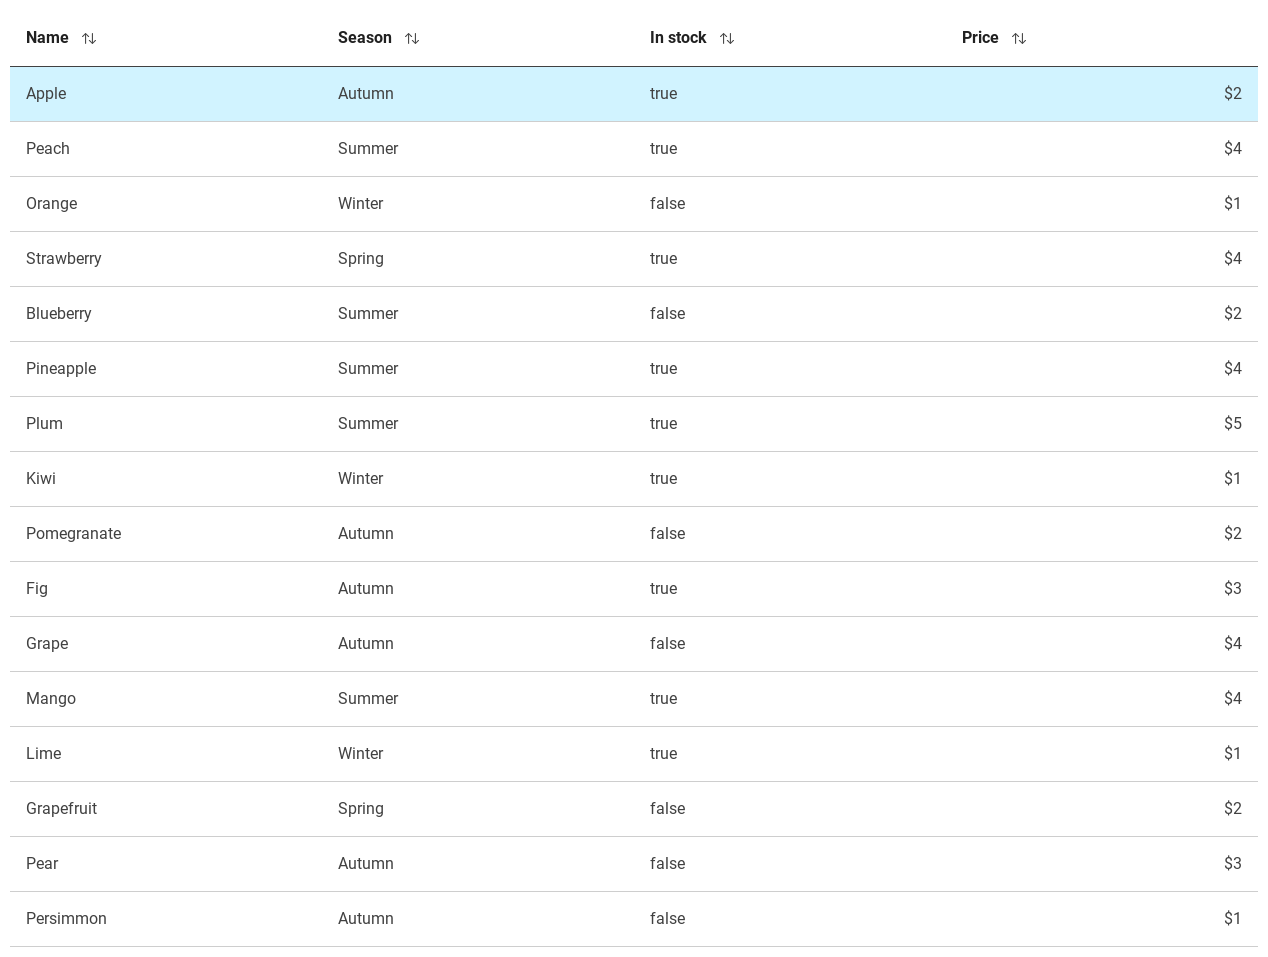 Name Season In stock Price
Apple Autumn true $2
Peach Summer true $4
Orange Winter false $1
Strawberry Spring true $4
Blueberry Summer false $2
Pineapple Summer true $4
Plum Summer true $5
Kiwi Winter true $1
Pomegranate Autumn false $2
Fig Autumn true $3
Grape Autumn false $4
Mango Summer true $4
Lime Winter true $1
Grapefruit Spring false $2
Pear Autumn false $3
Persimmon Autumn false $1